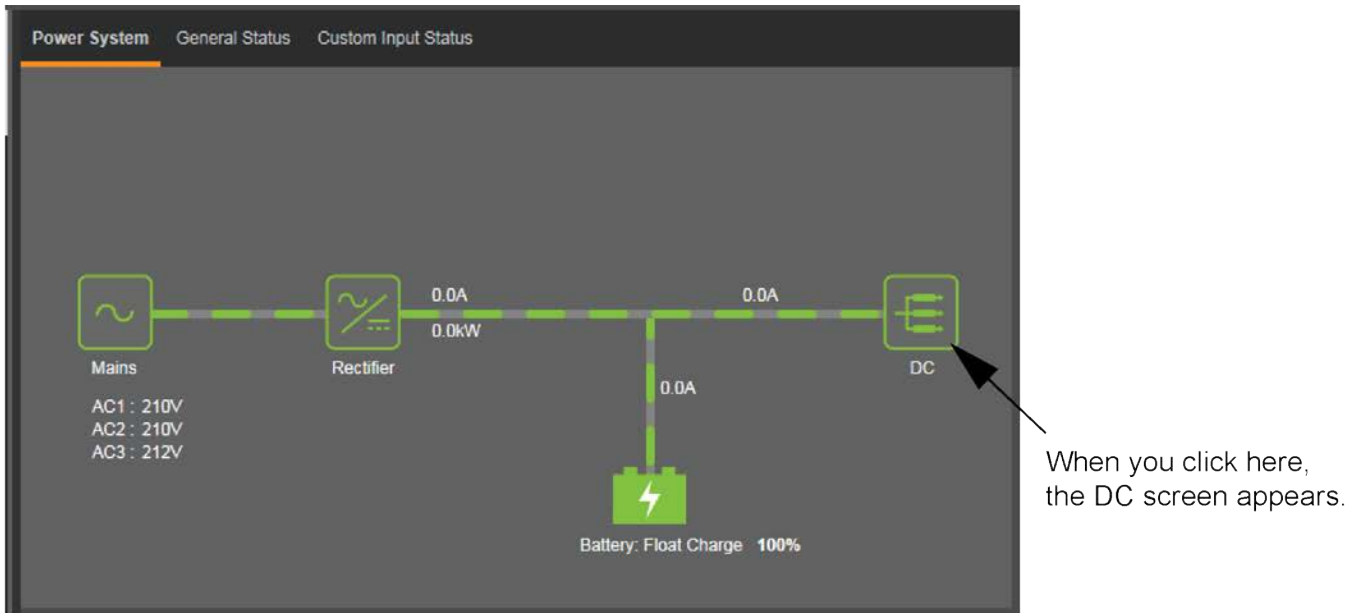 Power System General Status Custom Input Status
0.0A 0.0A
0.0kW
Mains Rectifier DC
0.0A
AC1 : 210V
AC2 : 210V
AC3 : 212V
When you click here,
the DC screen appears.
Battery: Float Charge 100%